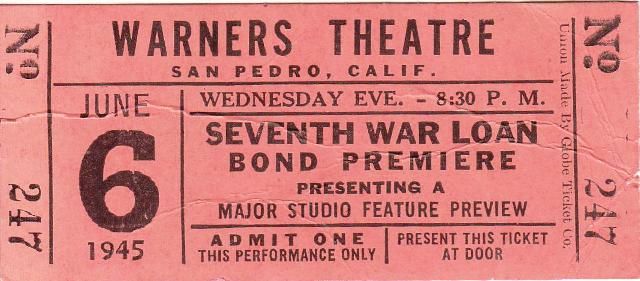 No 247
WARNERS THEATRE
SAN PEDRO, CALIF.
JUNE
6
1945
WEDNESDAY EVE. - 8:30 P. M.
SEVENTH WAR LOAN
BOND PREMIERE
PRESENTING A
MAJOR STUDIO FEATURE PREVIEW
ADMIT ONE
THIS PERFORMANCE ONLY
PRESENT THIS TICKET
AT DOOR
Union Made By Globe Ticket Co.
No 247